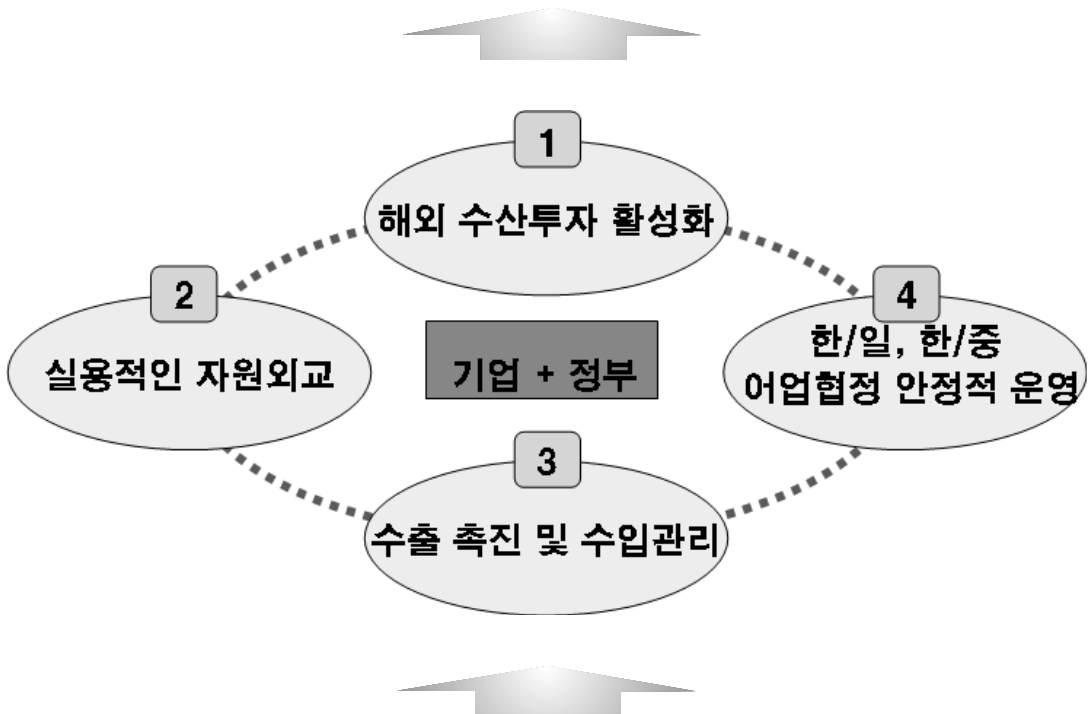 1
해외 수산투자 활성화
2
실용적인 자원외교
기업 + 정부
4
한/일, 한/중
어업협정 안정적 운영
3
수출 촉진 및 수입관리